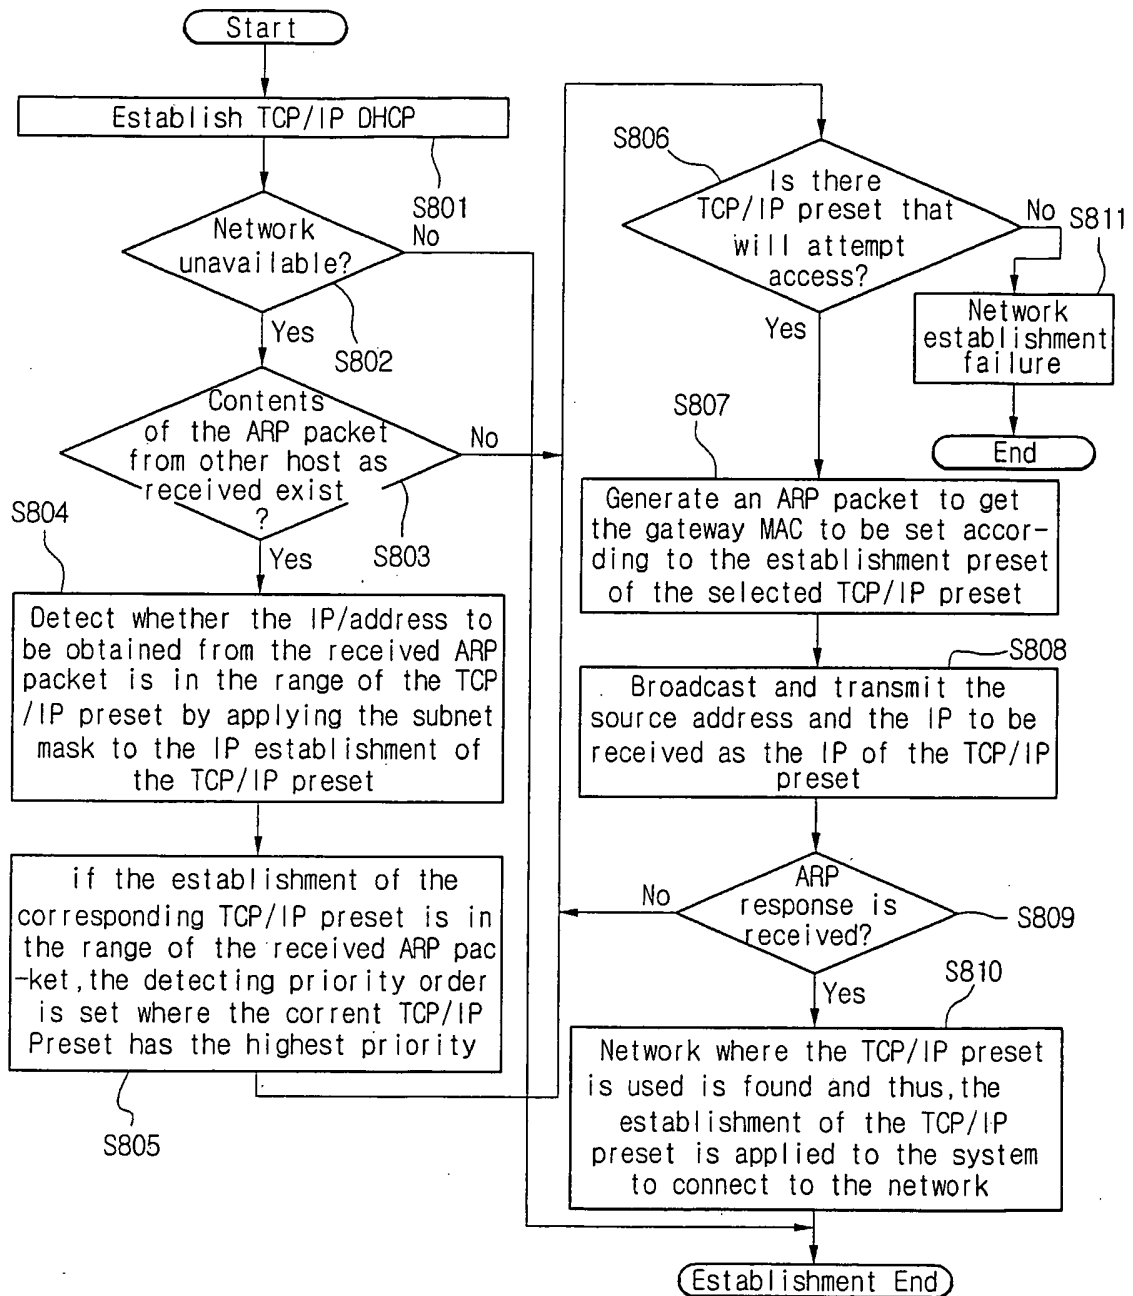 Start
Establish TCP/IP DHCP
S801
Network
unavailable?
No
Yes
S802
Contents
of the ARP packet
from other host as
received exist
?
No
S803
Yes
S804
Detect whether the IP/address to
be obtained from the received ARP
packet is in the range of the TCP
/IP preset by applying the subnet
mask to the IP establishment of
the TCP/IP preset
if the establishment of the
corresponding TCP/IP preset is in
the range of the received ARP pac
-ket, the detecting priority order
is set where the corrent TCP/IP
Preset has the highest priority
S805
S806
Is there
TCP/IP preset that
will attempt
access?
No
S811
Network
establishment
failure
End
Yes
S807
Generate an ARP packet to get
the gateway MAC to be set accor-
ding to the establishment preset
of the selected TCP/IP preset
S808
Broadcast and transmit the
source address and the IP to be
received as the IP of the TCP/IP
preset
ARP
response is
received?
No
S809
Yes
S810
Network where the TCP/IP preset
is used is found and thus, the
establishment of the TCP/IP
preset is applied to the system
to connect to the network
Establishment End